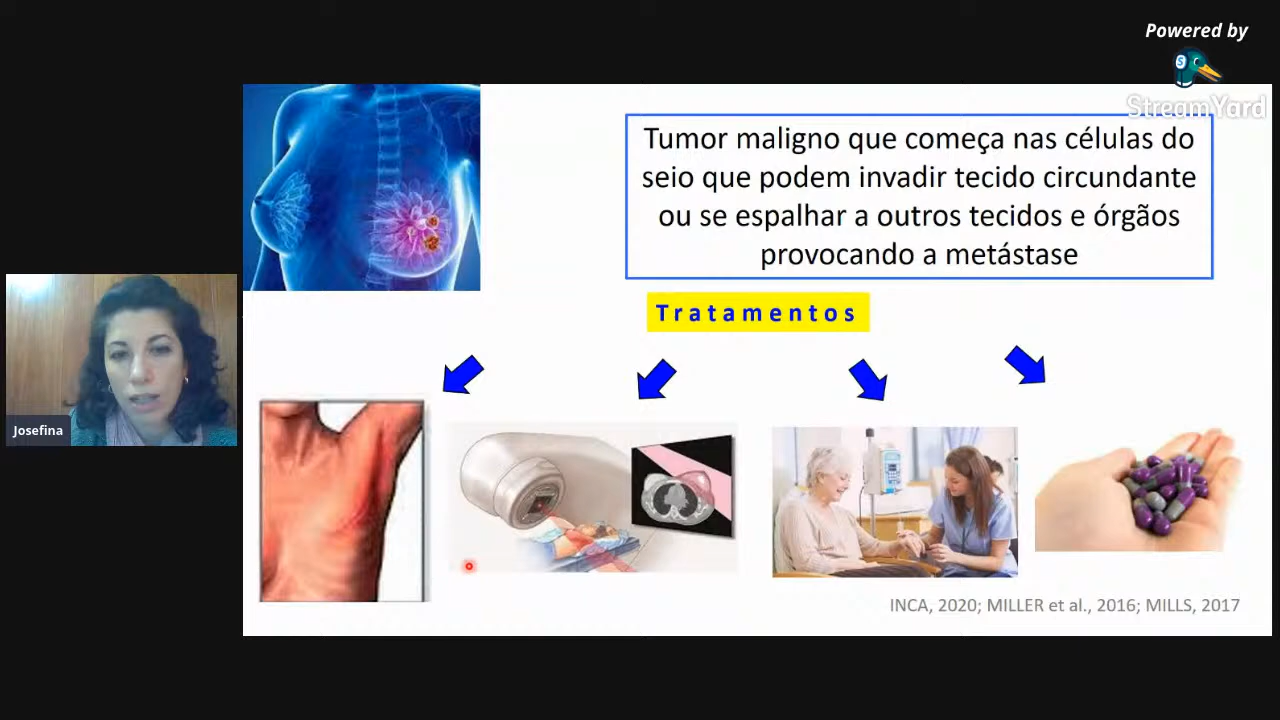 Powered by
StreamYard
Tumor maligno que começa nas células do
seio que podem invadir tecido circundante
ou se espalhar a outros tecidos e órgãos
provocando a metástase
Tratamentos
Josefina
INCA, 2020; MILLER et al., 2016; MILLS, 2017